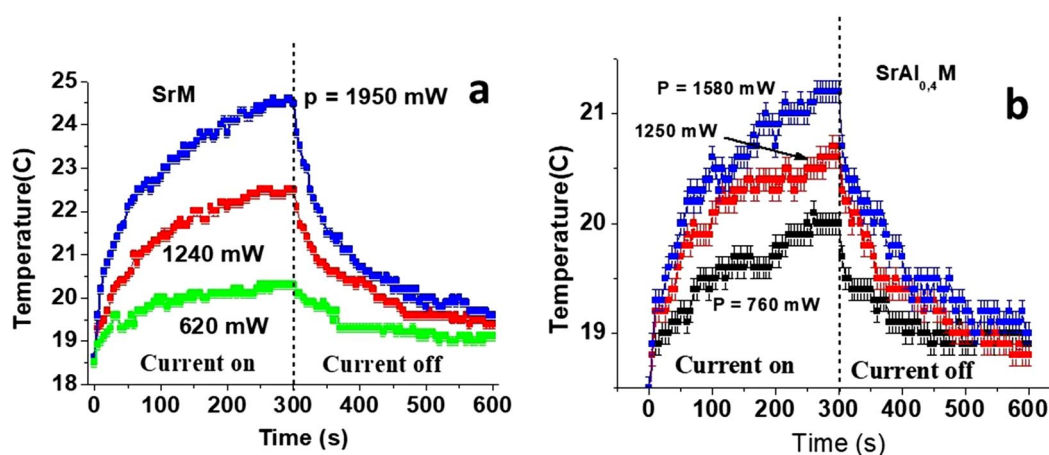 SrM
p = 1950 mW
a
1240 mW
620 mW
Current on
Current off
Temperature(C)
25
24
23
22
21
20
19
18
0
100
200
300
400
500
600
Time (s)
SrAl0,4M
P = 1580 mW
b
1250 mW
P = 760 mW
Current on
Current off
Temperature(C)
21
20
19
0
100
200
300
400
500
600
Time (s)